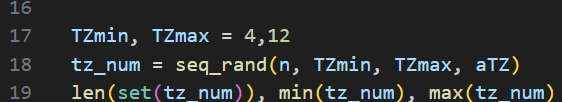 16
17 TZmin, TZmax = 4,12
18 tz_num = seq_rand(n, TZmin, TZmax, aTZ)
19 len(set(tz_num)), min(tz_num), max(tz_num)